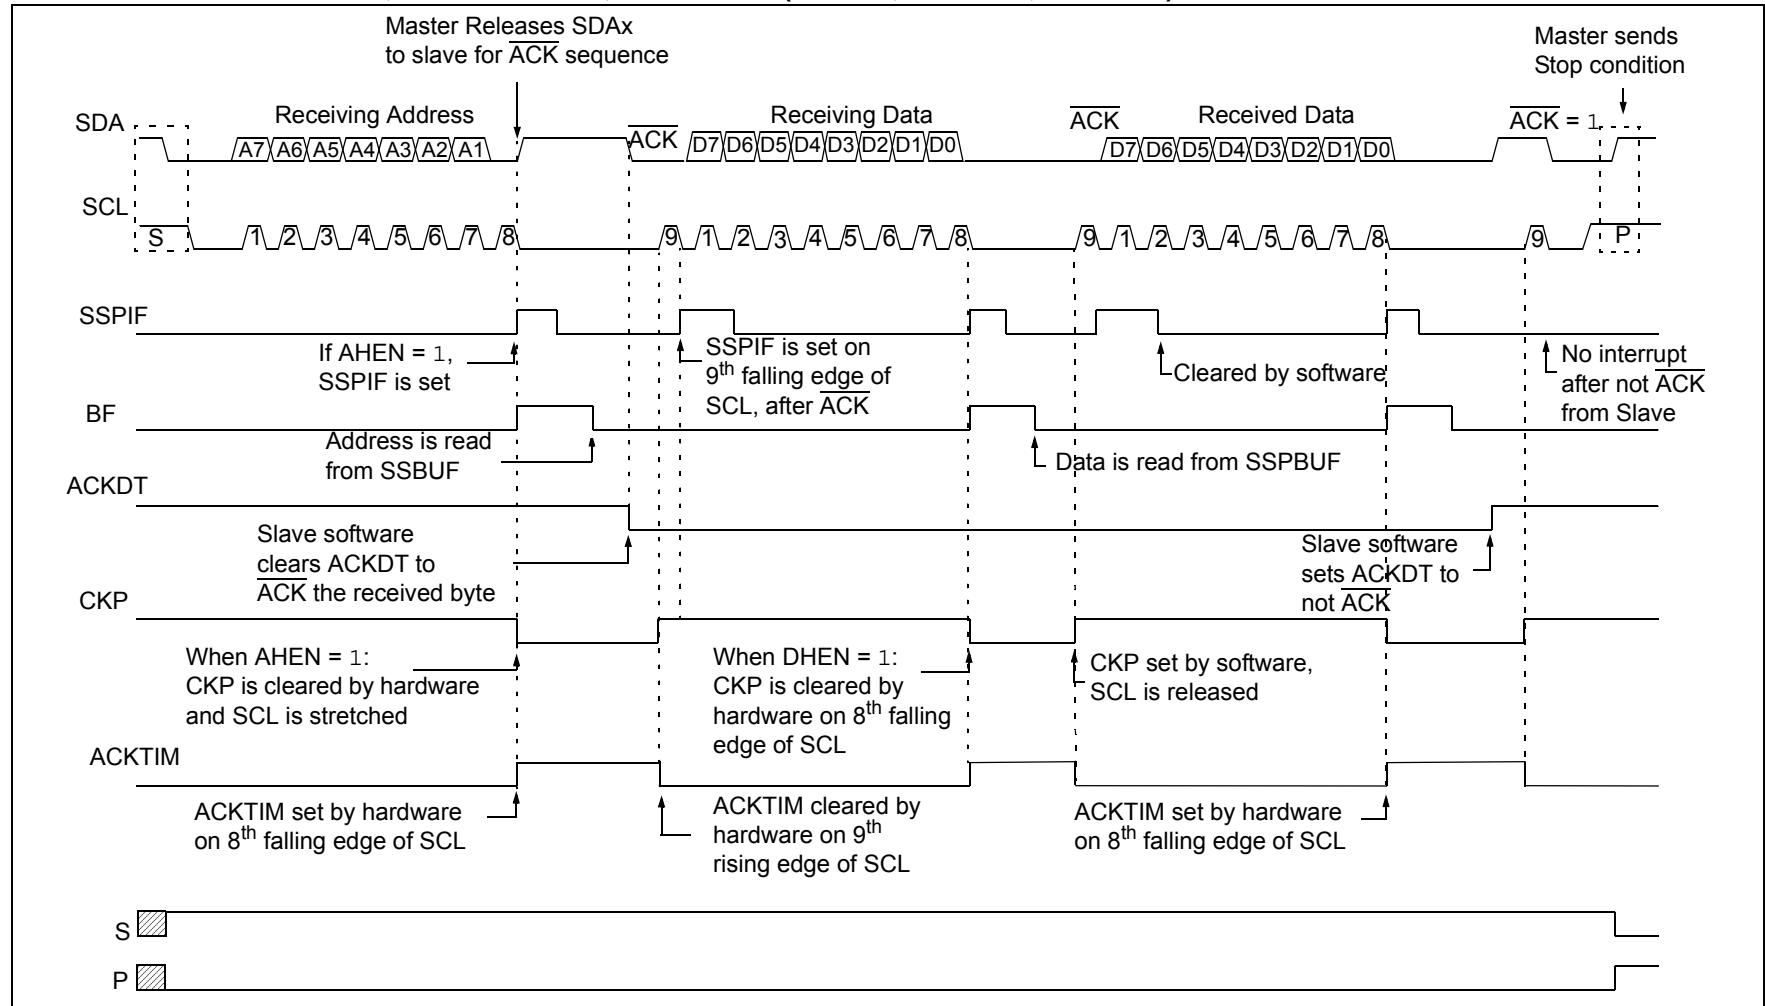 Master Releases SDAx
to slave for ACK sequence
Master sends
Stop condition
SDA
Receiving Address
ACK
Receiving Data
ACK
Received Data
ACK = 1
A7 A6 A5 A4 A3 A2 A1
D7 D6 D5 D4 D3 D2 D1 D0
D7 D6 D5 D4 D3 D2 D1 D0
SCL
S 1 2 3 4 5 6 7 8 9 1 2 3 4 5 6 7 8 9 1 2 3 4 5 6 7 8 9 P
SSPIF
If AHEN = 1,
SSPIF is set
SSPIF is set on
9th falling edge of
SCL, after ACK
Cleared by software
No interrupt
after not ACK
from Slave
BF
Address is read
from SSBUF
Data is read from SSPBUF
ACKDT
Slave software
clears ACKDT to
ACK the received byte
Slave software
sets ACKDT to
not ACK
CKP
When AHEN = 1:
CKP is cleared by hardware
and SCL is stretched
When DHEN = 1:
CKP is cleared by
hardware on 8th falling
edge of SCL
CKP set by software,
SCL is released
ACKTIM
ACKTIM set by hardware
on 8th falling edge of SCL
ACKTIM cleared by
hardware on 9th
rising edge of SCL
ACKTIM set by hardware
on 8th falling edge of SCL
S
P